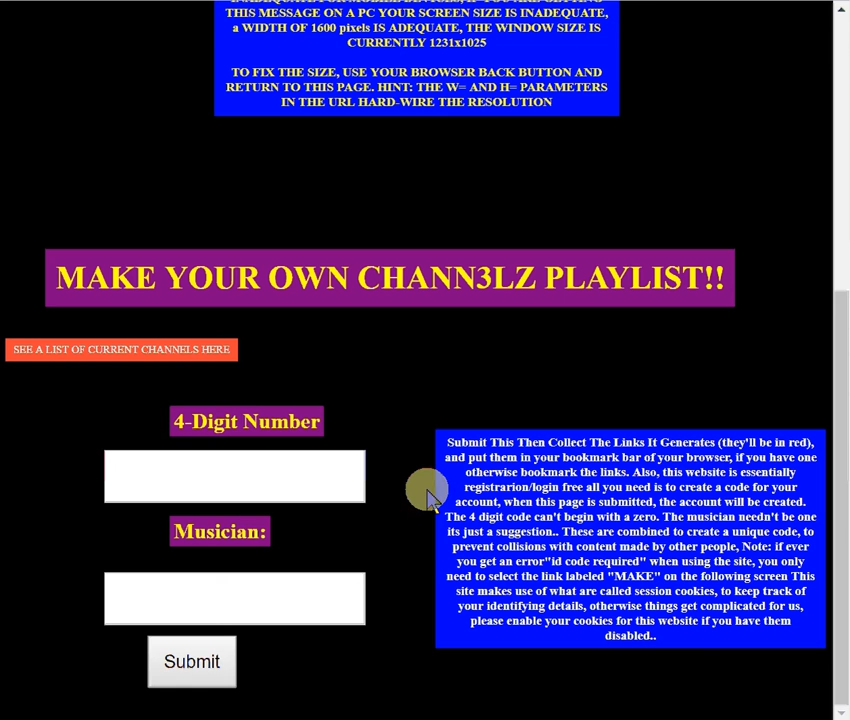 INADEQUATE FOR MOBILE DEVICES, IF YOU ARE GETTING
THIS MESSAGE ON A PC YOUR SCREEN SIZE IS INADEQUATE,
a WIDTH OF 1600 pixels IS ADEQUATE, THE WINDOW SIZE IS
CURRENTLY 1231x1025
TO FIX THE SIZE, USE YOUR BROWSER BACK BUTTON AND
RETURN TO THIS PAGE. HINT: THE W= AND H= PARAMETERS
IN THE URL HARD-WIRE THE RESOLUTION
MAKE YOUR OWN CHANN3LZ PLAYLIST!!
SEE A LIST OF CURRENT CHANNELS HERE
4-Digit Number
Musician:
Submit
Submit This Then Collect The Links It Generates (they'll be in red),
and put them in your bookmark bar of your browser, if you have one
otherwise bookmark the links. Also, this website is essentially
registrarion/login free all you need is to create a code for your
account, when this page is submitted, the account will be created.
The 4 digit code can't begin with a zero. The musician needn't be one
its just a suggestion.. These are combined to create a unique code, to
prevent collisions with content made by other people, Note: if ever
you get an error"id code required" when using the site, you only
need to select the link labeled "MAKE" on the following screen This
site makes use of what are called session cookies, to keep track of
your identifying details, otherwise things get complicated for us,
please enable your cookies for this website if you have them
disabled..